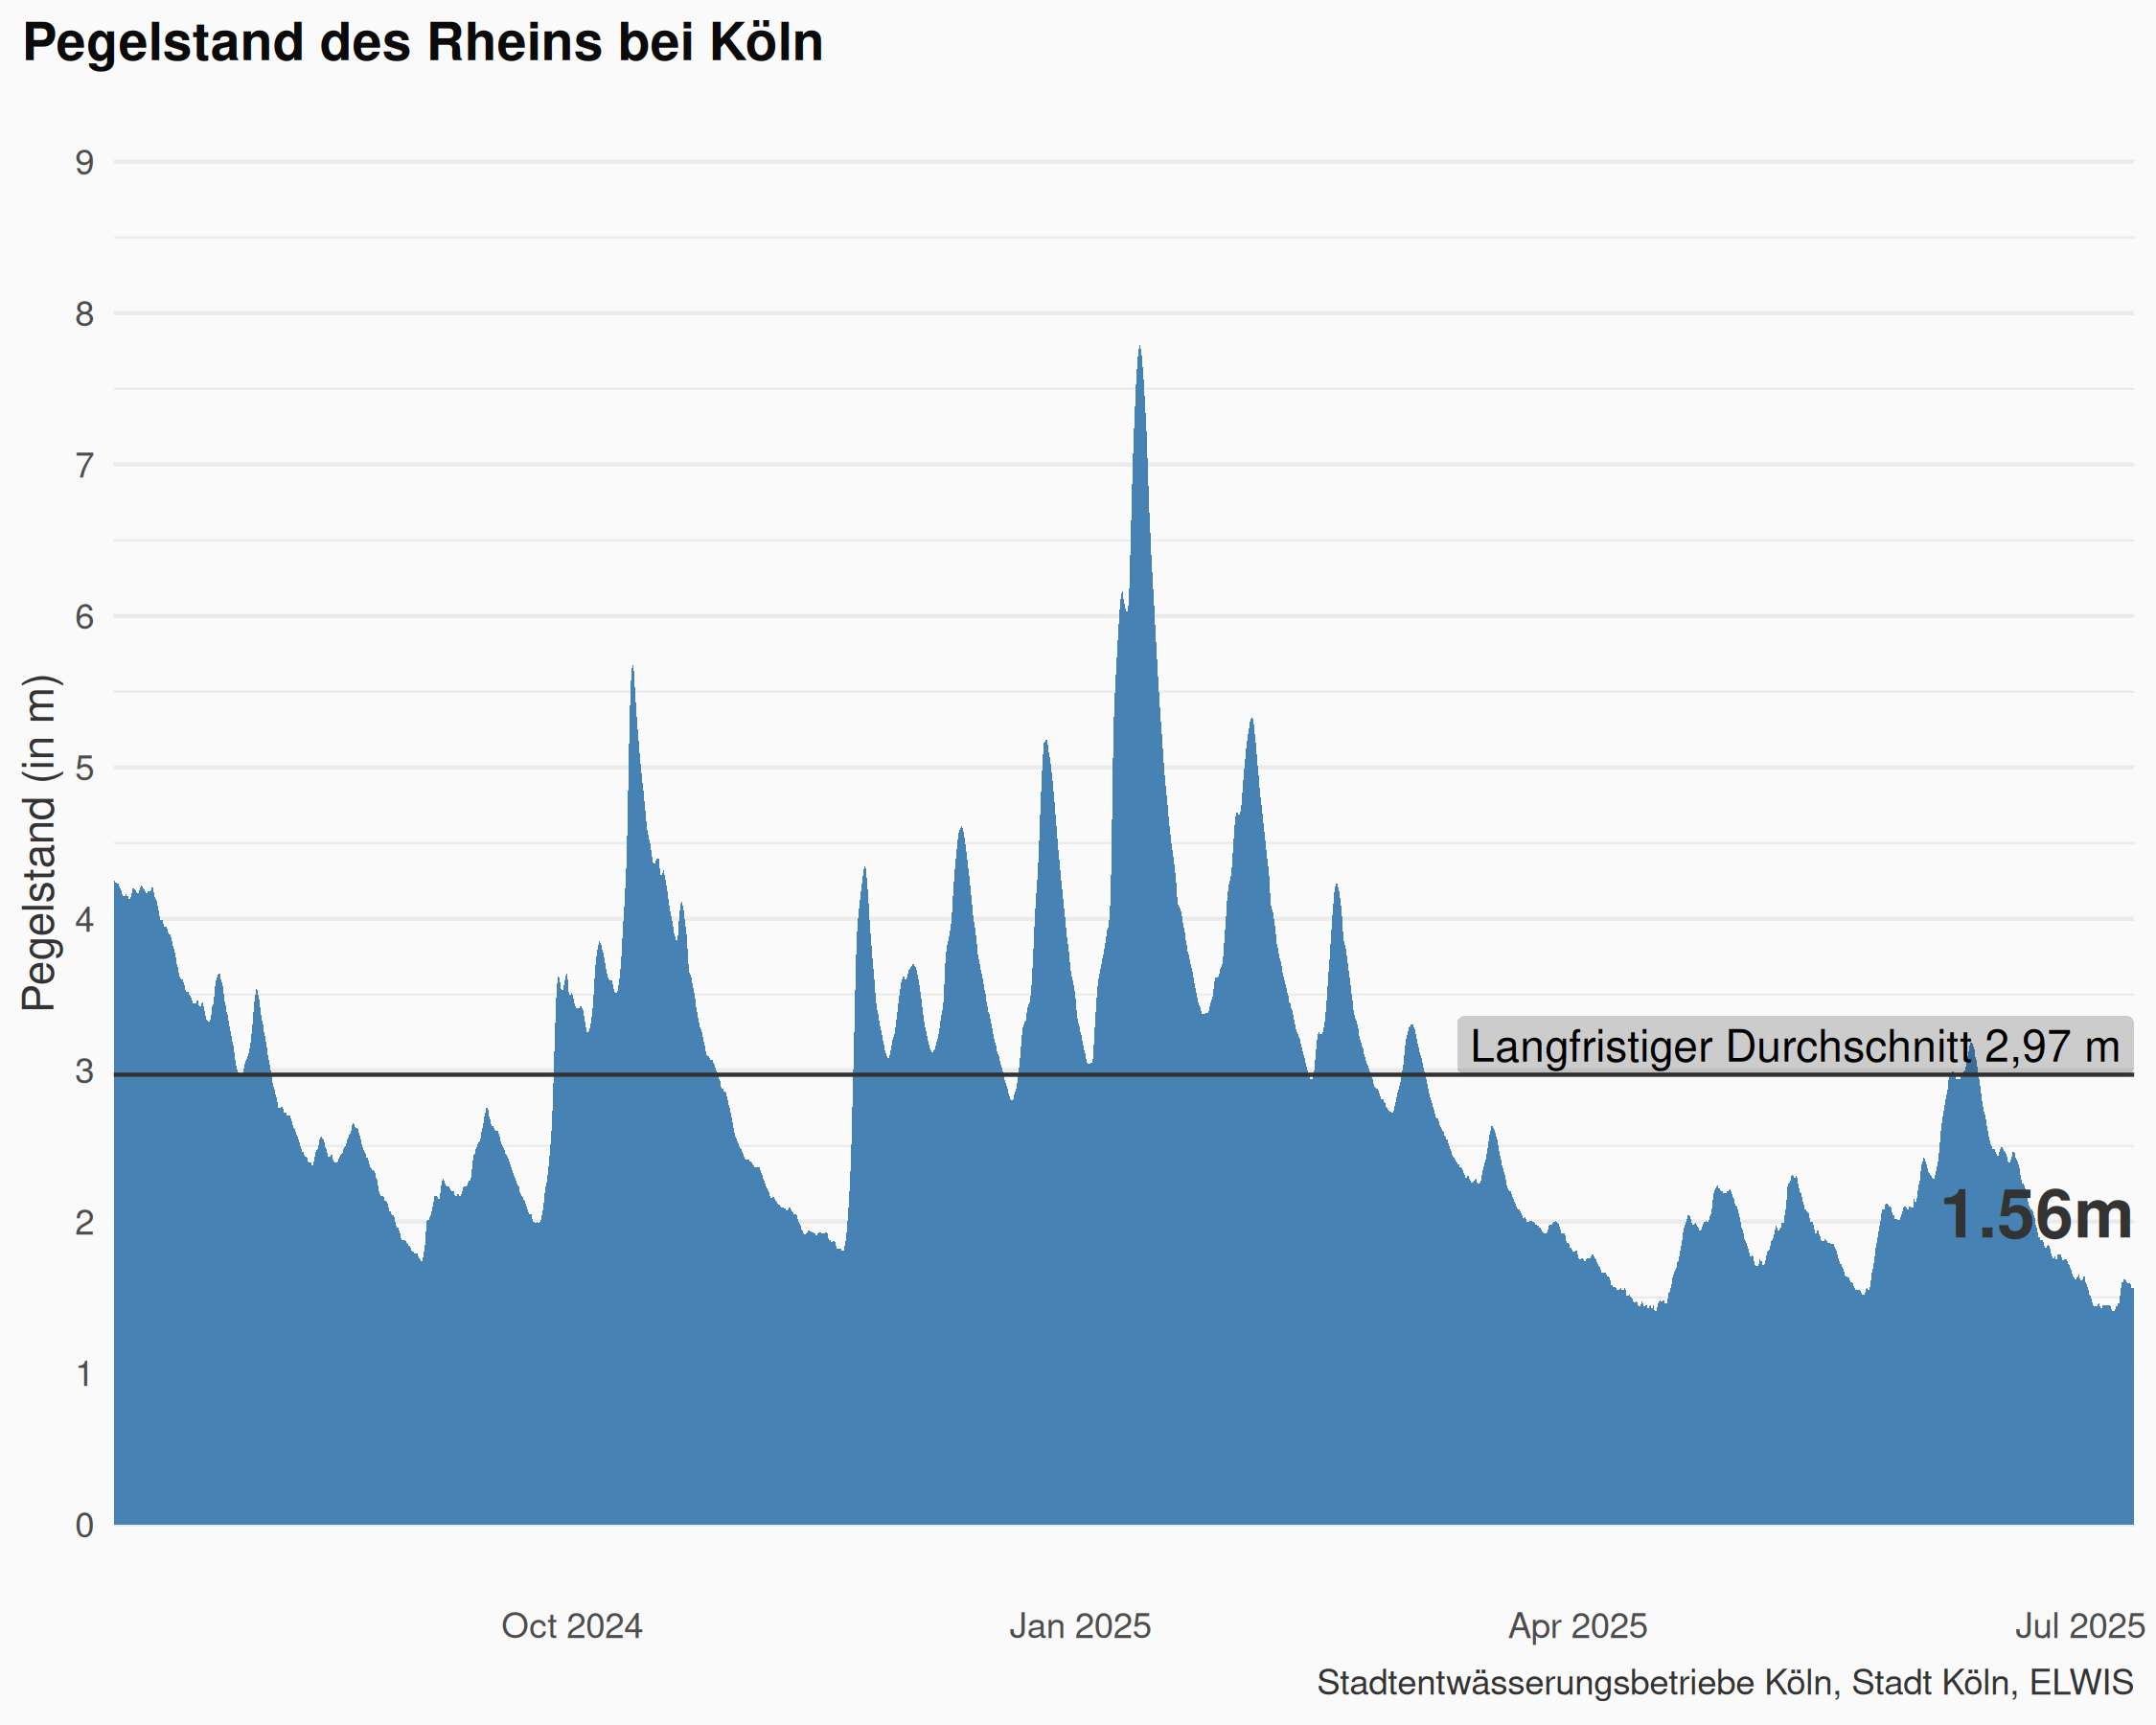 Pegelstand des Rheins bei Köln
Pegelstand (in m)
9
8
7
6
5
4
3
2
1
0
Langfristiger Durchschnitt 2,97 m
1.56m
Oct 2024
Jan 2025
Apr 2025
Jul 2025
Stadtentwässerungsbetriebe Köln, Stadt Köln, ELWIS